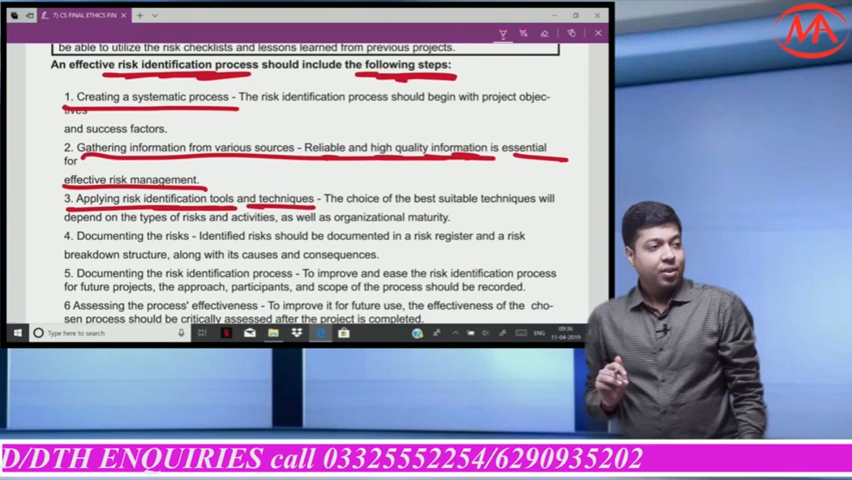 7) CS FINAL ETHICS FIN
MA
be able to utilize the risk checklists and lessons learned from previous projects.
An effective risk identification process should include the following steps:
1. Creating a systematic process - The risk identification process should begin with project objec-
tives
and success factors.
2. Gathering information from various sources - Reliable and high quality information is essential
for
effective risk management.
3. Applying risk identification tools and techniques - The choice of the best suitable techniques will
depend on the types of risks and activities, as well as organizational maturity.
4. Documenting the risks - Identified risks should be documented in a risk register and a risk
breakdown structure, along with its causes and consequences.
5. Documenting the risk identification process - To improve and ease the risk identification process
for future projects, the approach, participants, and scope of the process should be recorded.
6 Assessing the process' effectiveness - To improve it for future use, the effectiveness of the cho-
sen process should be critically assessed after the project is completed.
Type here to search
ENG
09:36
11-04-2019
D/DTH ENQUIRIES call 03325552254/6290935202